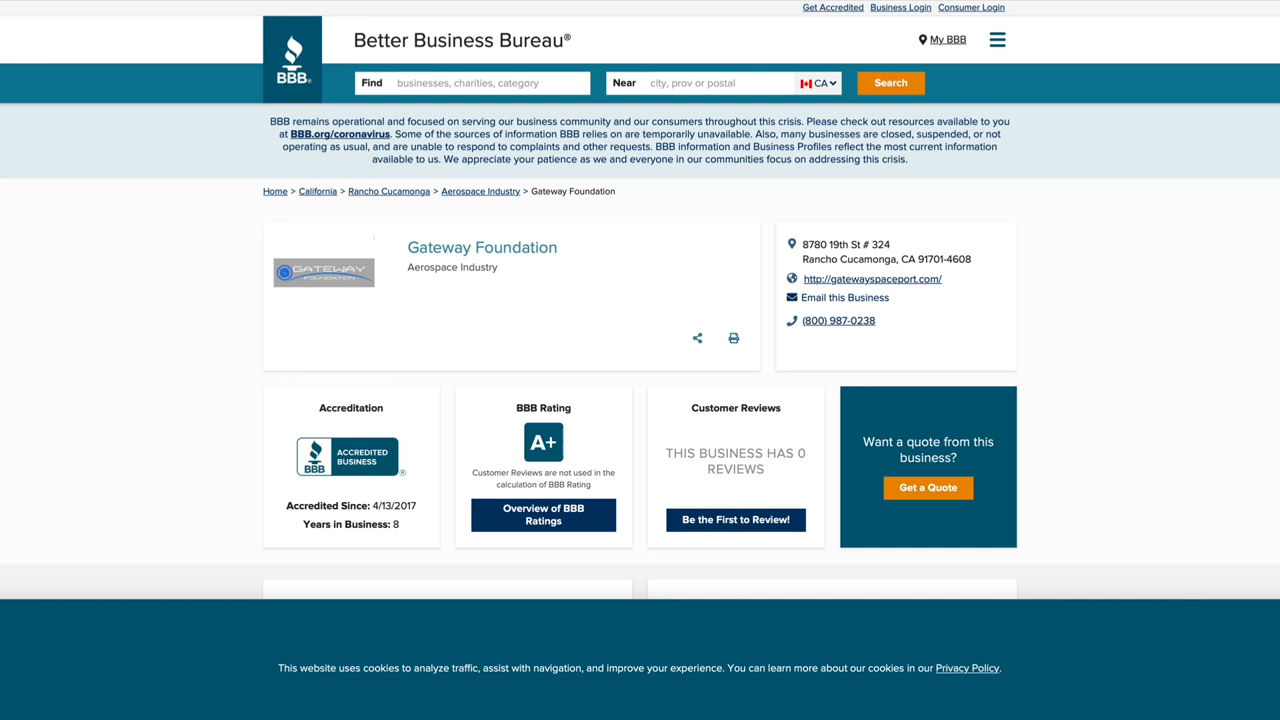 Get Accredited Business Login Consumer Login
BBB®
Better Business Bureau®
My BBB
Find businesses, charities, category
Near city, prov or postal CA
Search
BBB remains operational and focused on serving our business community and our consumers throughout this crisis. Please check out resources available to you
at BBB.org/coronavirus. Some of the sources of information BBB relies on are temporarily unavailable. Also, many businesses are closed, suspended, or not
operating as usual, and are unable to respond to complaints and other requests. BBB information and Business Profiles reflect the most current information
available to us. We appreciate your patience as we and everyone in our communities focus on addressing this crisis.
Home > California > Rancho Cucamonga > Aerospace Industry > Gateway Foundation
GATEWAY
FOUNDATION
Gateway Foundation
Aerospace Industry
8780 19th St # 324
Rancho Cucamonga, CA 91701-4608
http://gatewayspaceport.com/
Email this Business
(800) 987-0238
Accreditation
BBB
ACCREDITED
BUSINESS
®
Accredited Since: 4/13/2017
Years in Business: 8
BBB Rating
A+
Customer Reviews are not used in the
calculation of BBB Rating
Overview of BBB
Ratings
Customer Reviews
THIS BUSINESS HAS 0
REVIEWS
Be the First to Review!
Want a quote from this
business?
Get a Quote
This website uses cookies to analyze traffic, assist with navigation, and improve your experience. You can learn more about our cookies in our Privacy Policy.